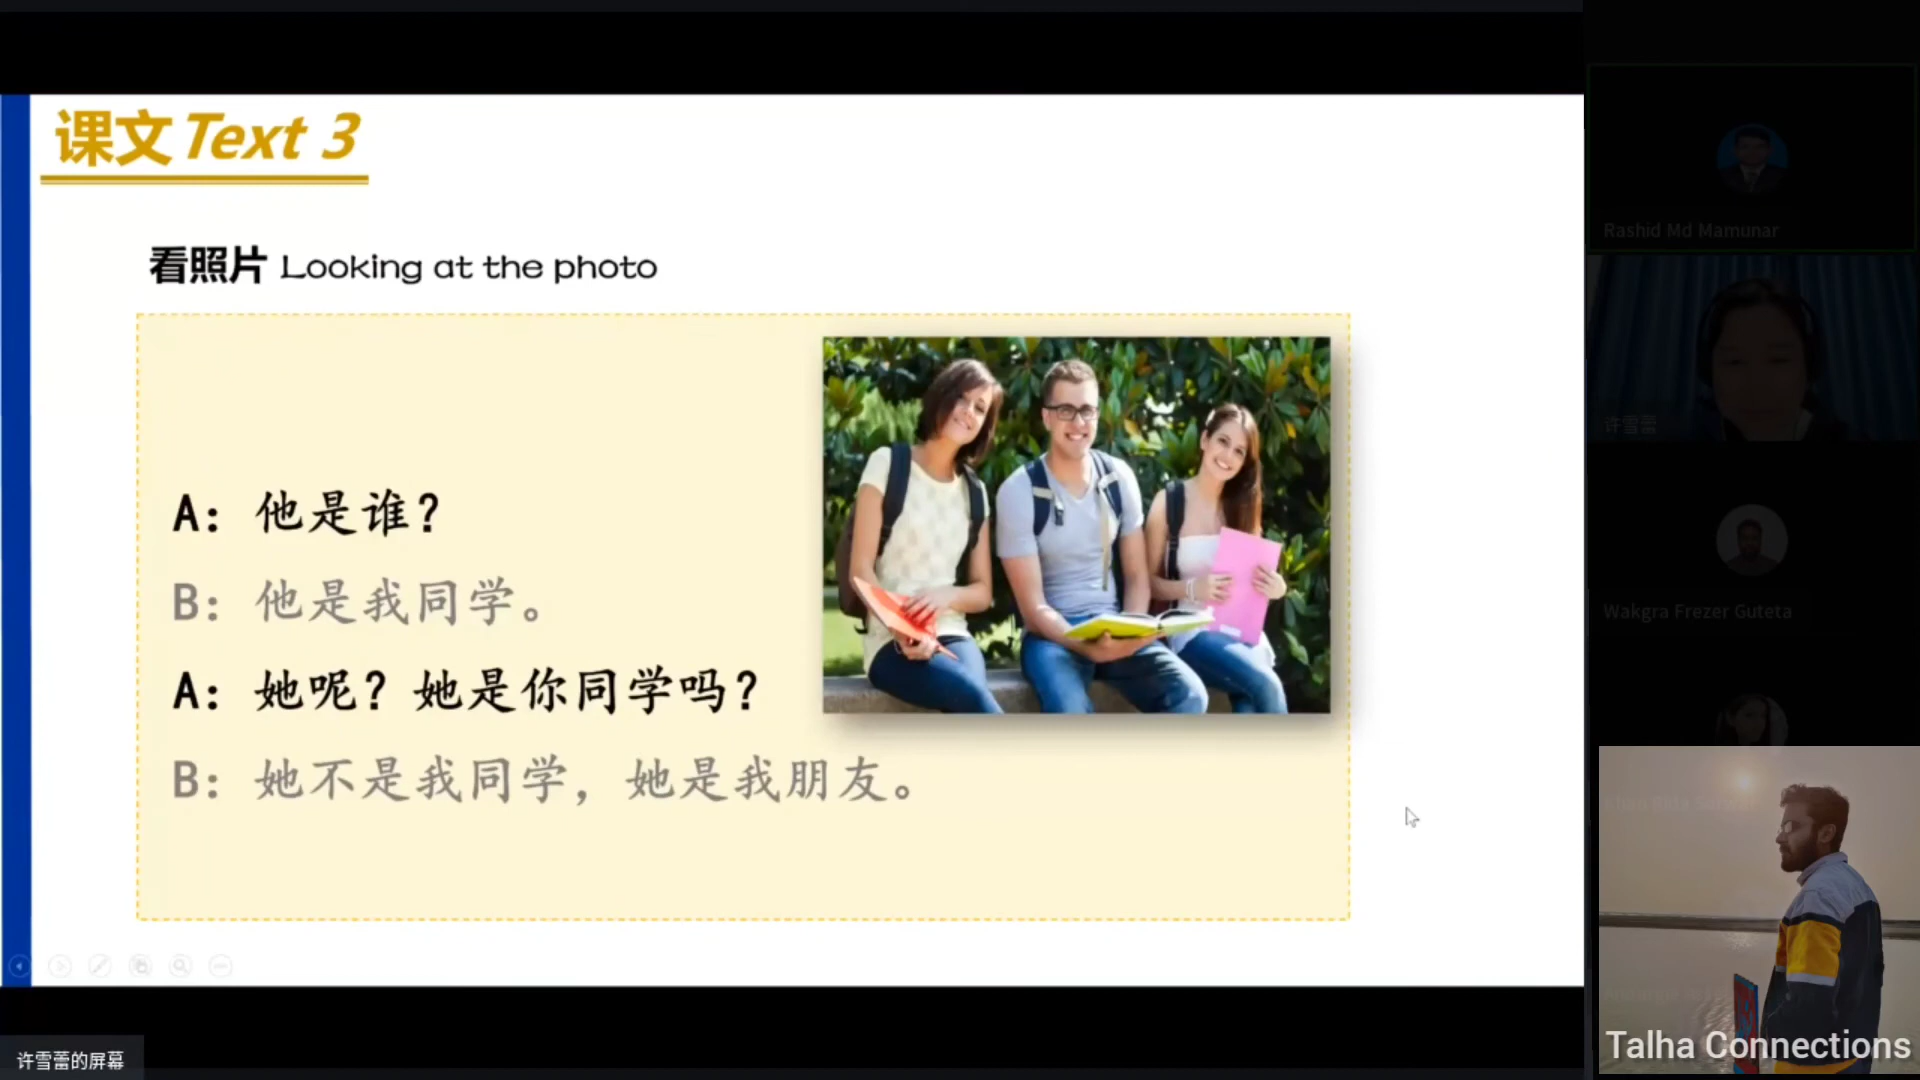 课文 Text 3
看照片 Looking at the photo
A: 他是谁？
B: 他是我同学。
A: 她呢？她是你同学吗？
B: 她不是我同学，她是我朋友。
许雪蕾的屏幕
Rashid Md Mamunar
许雪蕾
Wakgra Frezer Guteta
Talha Connections